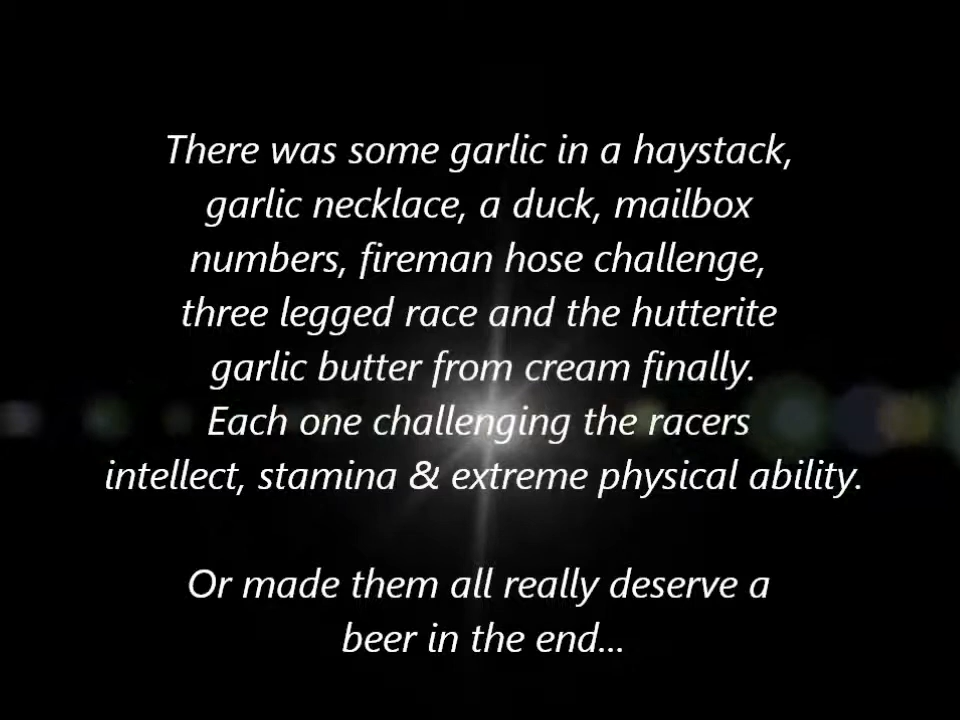 There was some garlic in a haystack,
garlic necklace, a duck, mailbox
numbers, fireman hose challenge,
three legged race and the hutterite
garlic butter from cream finally.
Each one challenging the racers
intellect, stamina & extreme physical ability.
Or made them all really deserve a
beer in the end...